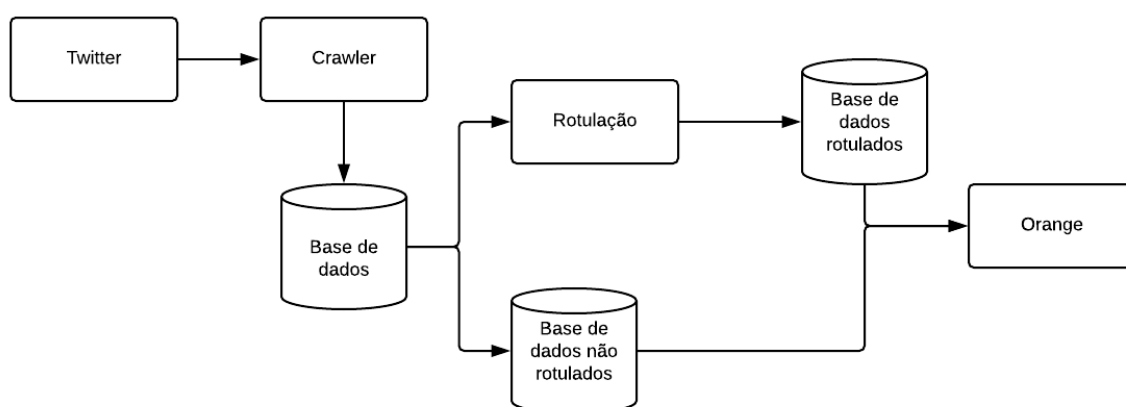 Twitter
Crawler
Rotulação
Base de
dados
rotulados
Base de
dados
Orange
Base de
dados não
rotulados